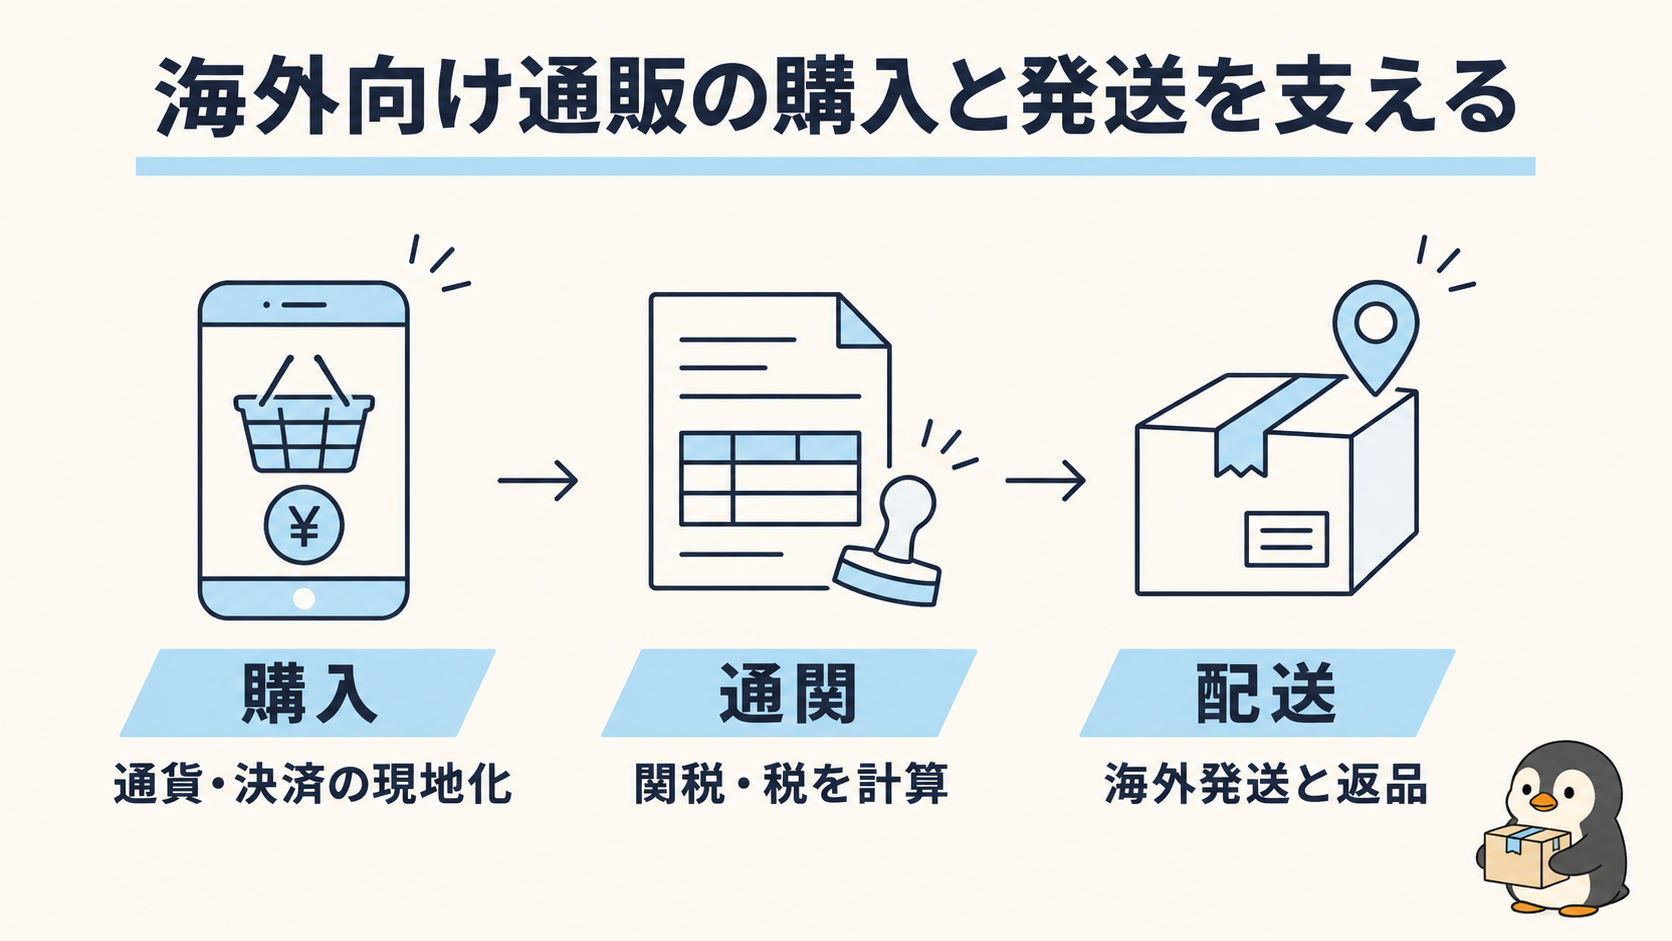 海外向け通販の購入と発送を支える
¥
購入
通貨・決済の現地化
通関
関税・税を計算
配送
海外発送と返品